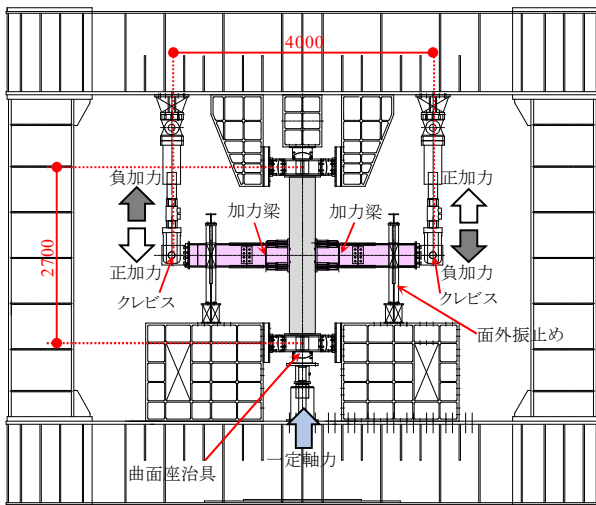 4000
負加力
正加力
加力梁
加力梁
2700
正加力
負加力
クレビス
クレビス
面外振止め
一定軸力
曲面座治具